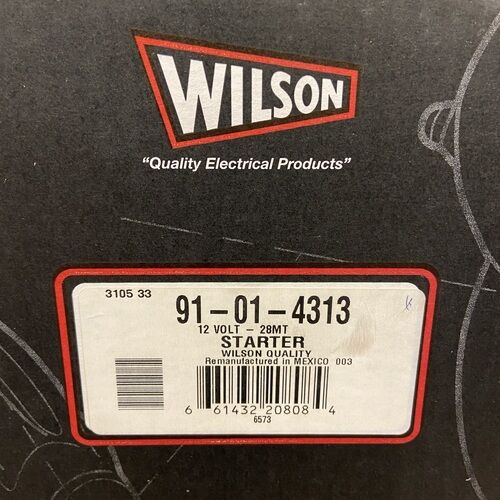 WILSON
“Quality Electrical Products”
3105 33
91-01-4313
12 VOLT - 28MT
STARTER
WILSON QUALITY
Remanufactured in MEXICO 003
6 61432 20808 4
6573